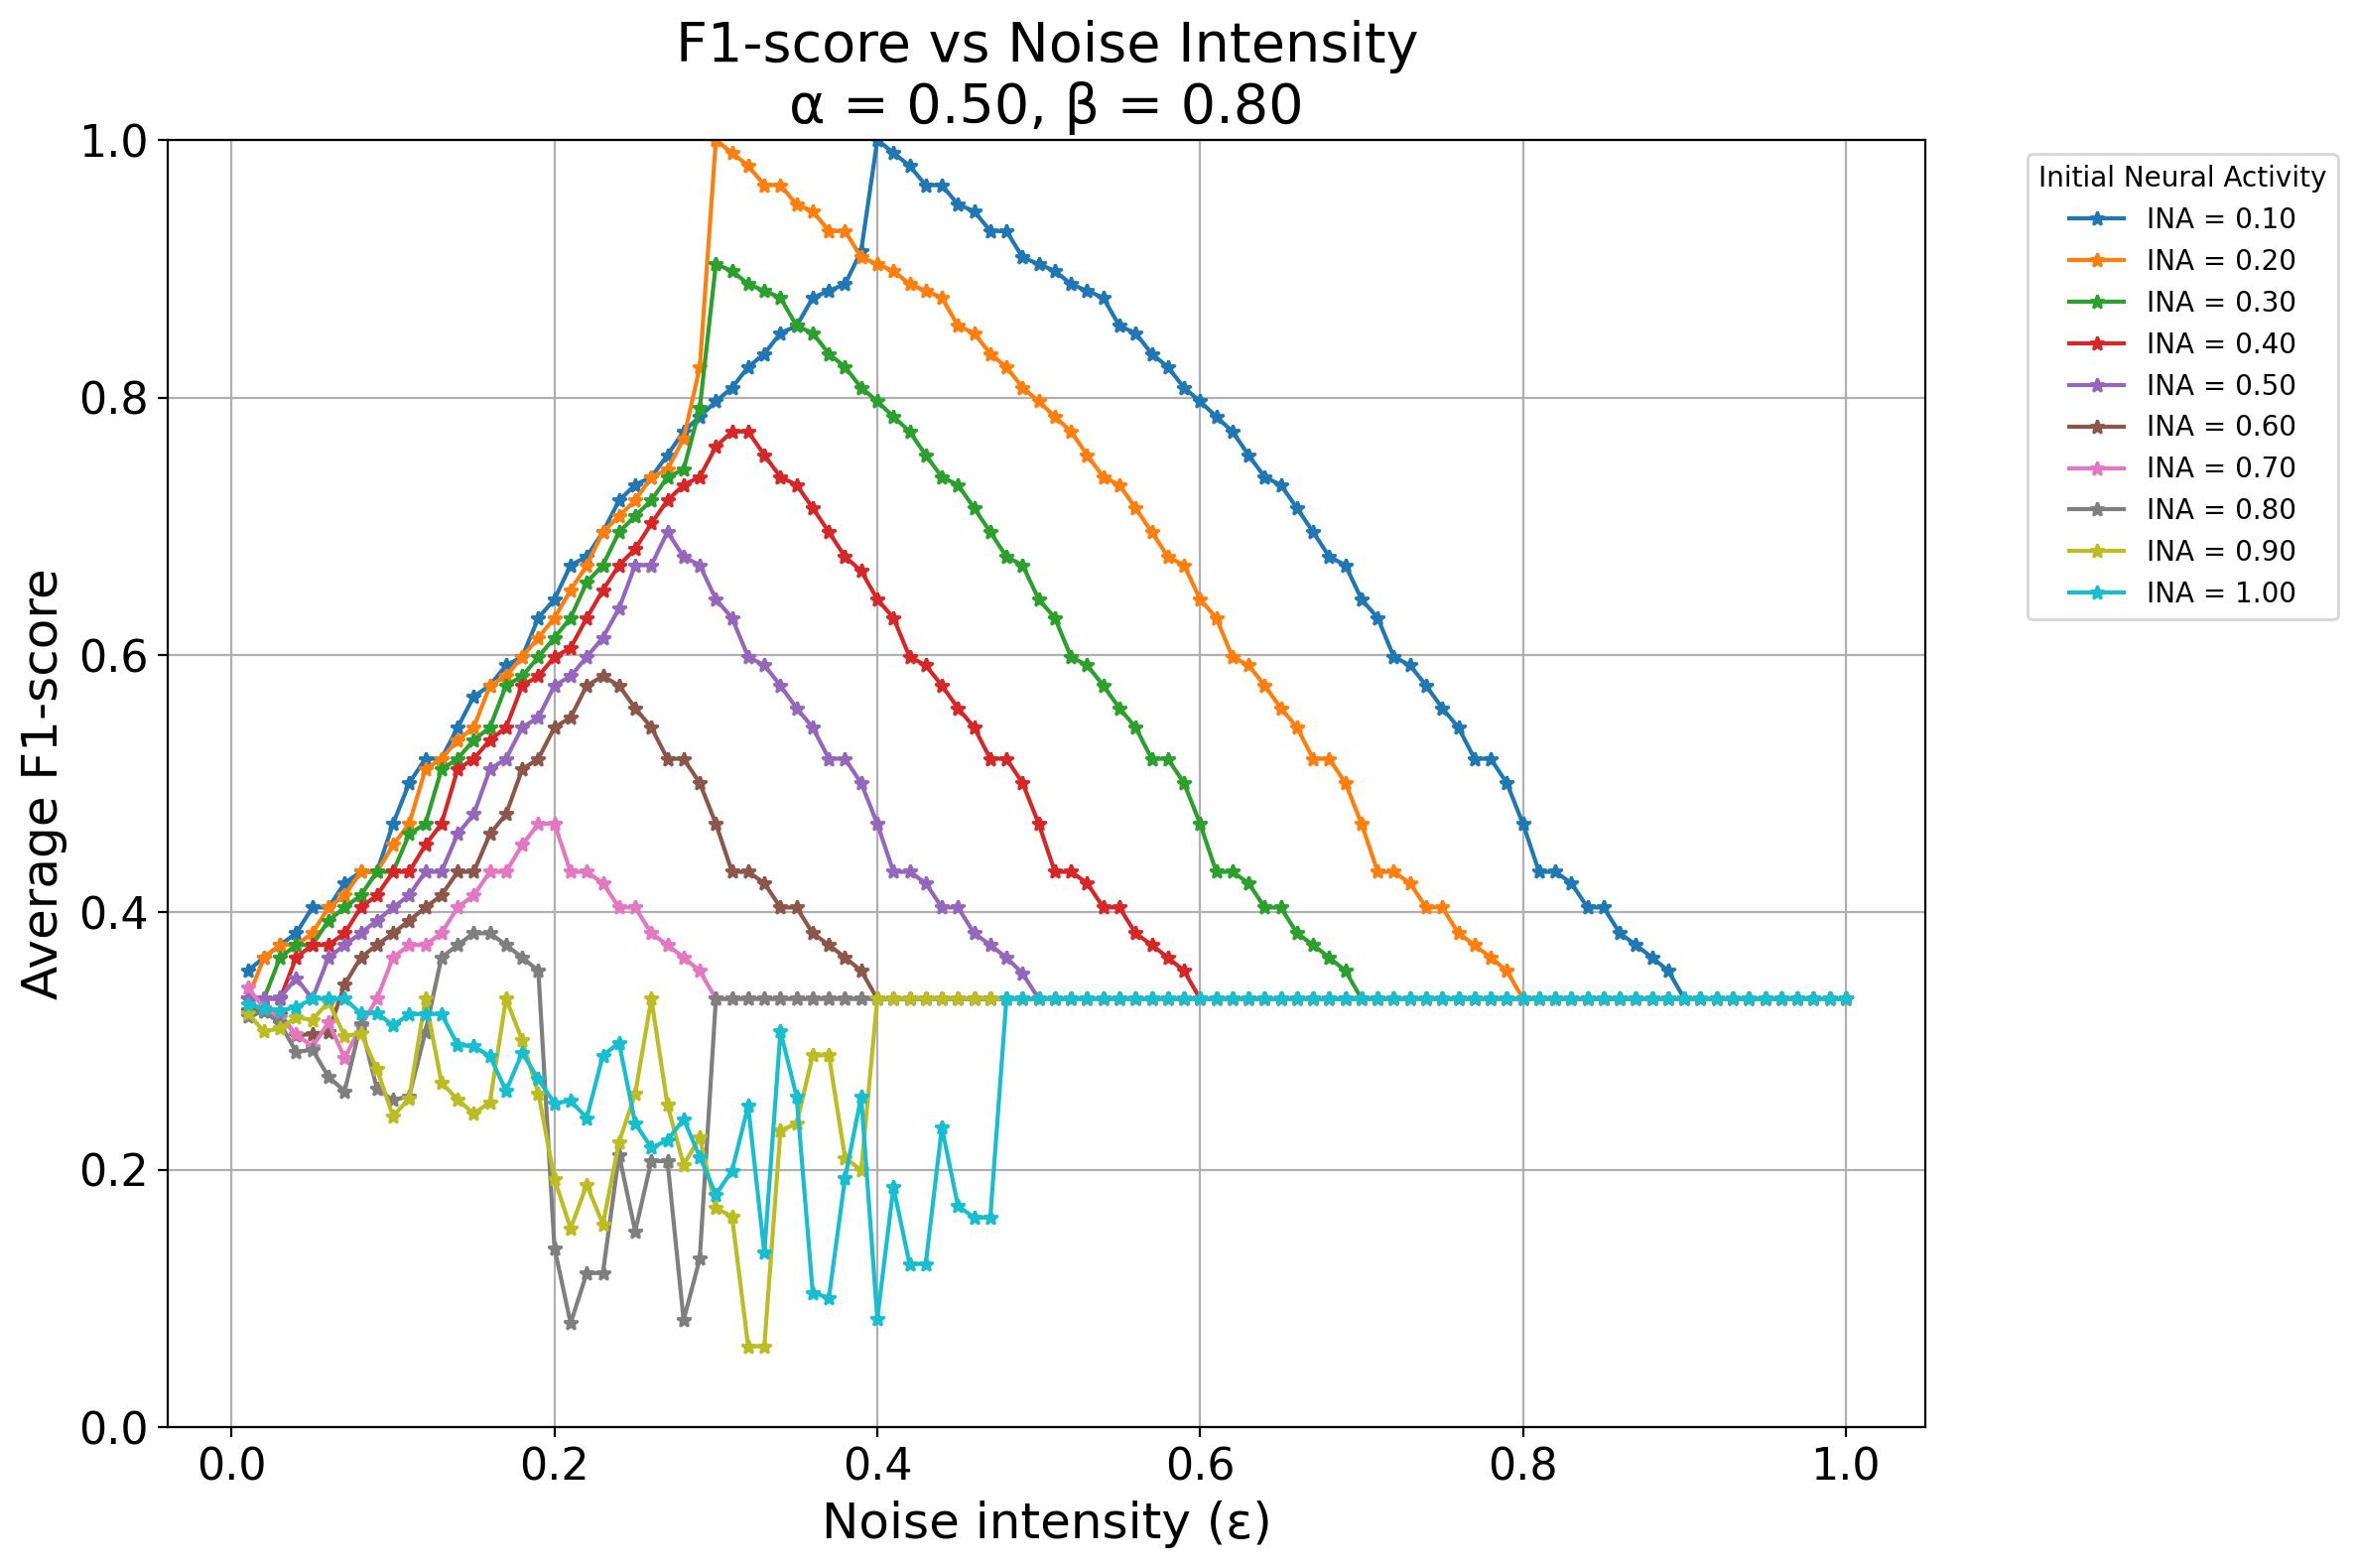 F1-score vs Noise Intensity
α = 0.50, β = 0.80
1.0
0.8
0.6
0.4
0.2
0.0
Average F1-score
0.0 0.2 0.4 0.6 0.8 1.0
Noise intensity (ε)
Initial Neural Activity
INA = 0.10
INA = 0.20
INA = 0.30
INA = 0.40
INA = 0.50
INA = 0.60
INA = 0.70
INA = 0.80
INA = 0.90
INA = 1.00